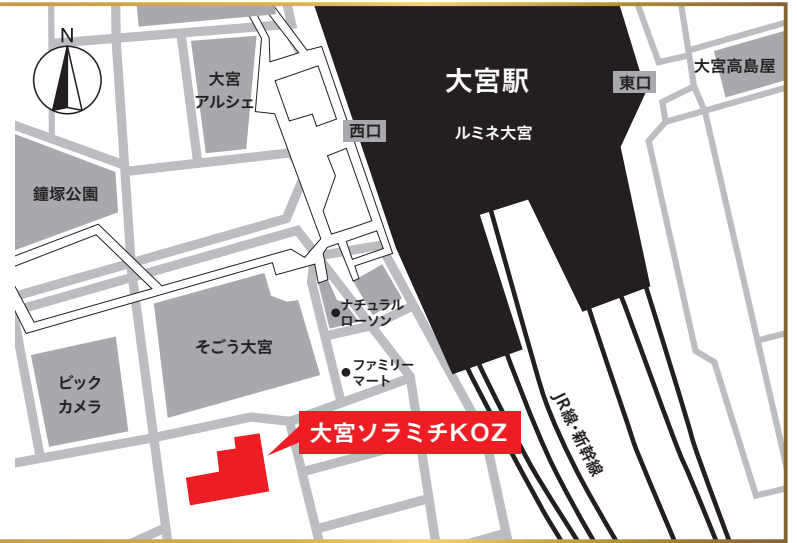 N
大宮
アルシェ
大宮駅
東口
大宮高島屋
西口
ルミネ大宮
鐘塚公園
ナチュラル
ローソン
そごう大宮
ファミリー
マート
ビック
カメラ
JR線・新幹線
大宮ソラミチKOZ